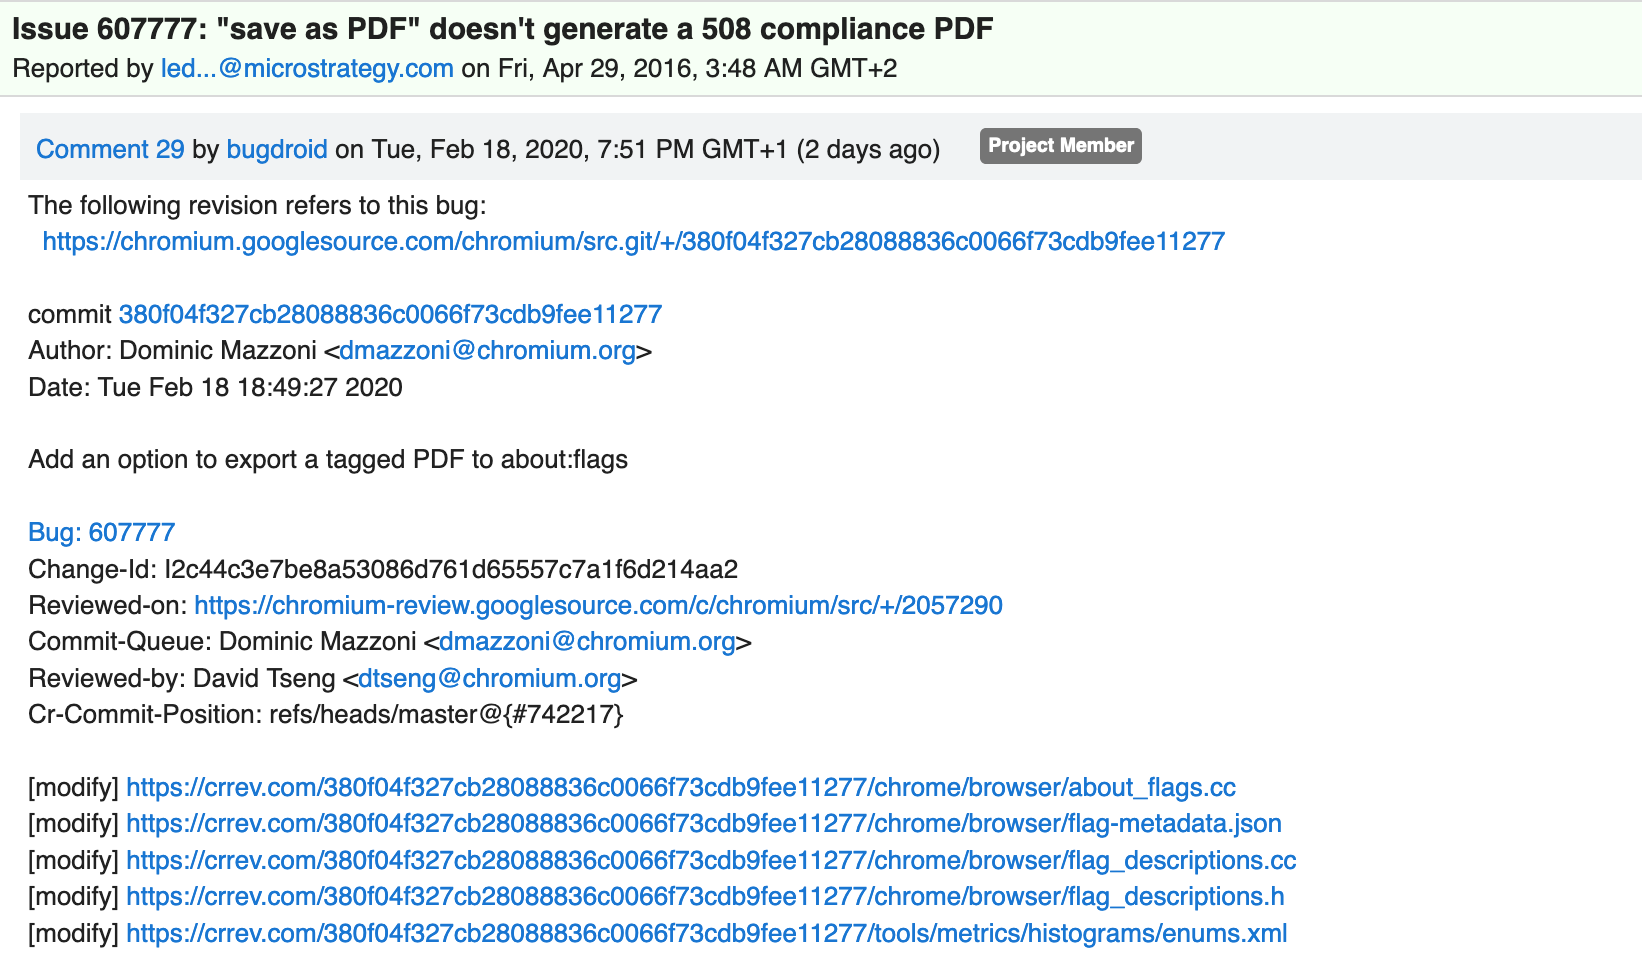 Issue 607777: "save as PDF" doesn't generate a 508 compliance PDF
Reported by led...@microstrategy.com on Fri, Apr 29, 2016, 3:48 AM GMT+2
Comment 29 by bugdroid on Tue, Feb 18, 2020, 7:51 PM GMT+1 (2 days ago) Project Member
The following revision refers to this bug:
https://chromium.googlesource.com/chromium/src.git/+/380f04f327cb28088836c0066f73cdb9fee11277
commit 380f04f327cb28088836c0066f73cdb9fee11277
Author: Dominic Mazzoni <dmazzoni@chromium.org>
Date: Tue Feb 18 18:49:27 2020
Add an option to export a tagged PDF to about:flags
Bug: 607777
Change-Id: I2c44c3e7be8a53086d761d65557c7a1f6d214aa2
Reviewed-on: https://chromium-review.googlesource.com/c/chromium/src/+/2057290
Commit-Queue: Dominic Mazzoni <dmazzoni@chromium.org>
Reviewed-by: David Tseng <dtseng@chromium.org>
Cr-Commit-Position: refs/heads/master@{#742217}
[modify] https://crrev.com/380f04f327cb28088836c0066f73cdb9fee11277/chrome/browser/about_flags.cc
[modify] https://crrev.com/380f04f327cb28088836c0066f73cdb9fee11277/chrome/browser/flag-metadata.json
[modify] https://crrev.com/380f04f327cb28088836c0066f73cdb9fee11277/chrome/browser/flag_descriptions.cc
[modify] https://crrev.com/380f04f327cb28088836c0066f73cdb9fee11277/chrome/browser/flag_descriptions.h
[modify] https://crrev.com/380f04f327cb28088836c0066f73cdb9fee11277/tools/metrics/histograms/enums.xml